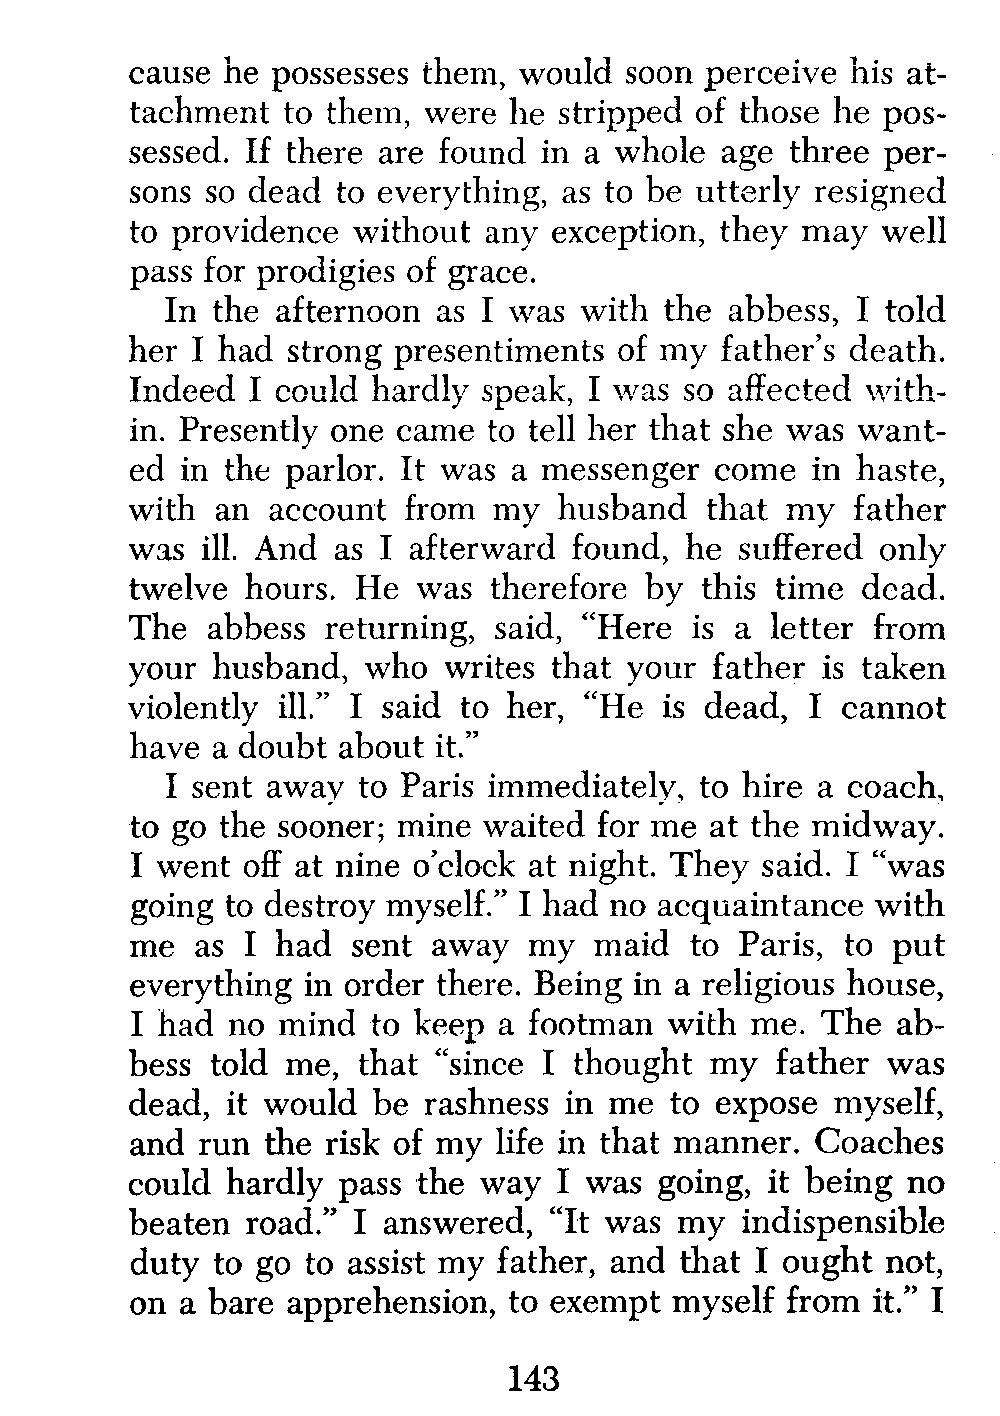 cause he possesses them, would soon perceive his at-
tachment to them, were he stripped of those he pos-
sessed. If there are found in a whole age three per-
sons so dead to everything, as to be utterly resigned
to providence without any exception, they may well
pass for prodigies of grace.
In the afternoon as I was with the abbess, I told
her I had strong presentiments of my father's death.
Indeed I could hardly speak, I was so affected with-
in. Presently one came to tell her that she was want-
ed in the parlor. It was a messenger come in haste,
with an account from my husband that my father
was ill. And as I afterward found, he suffered only
twelve hours. He was therefore by this time dead.
The abbess returning, said, “Here is a letter from
your husband, who writes that your father is taken
violently ill.” I said to her, “He is dead, I cannot
have a doubt about it.”
I sent away to Paris immediately, to hire a coach,
to go the sooner; mine waited for me at the midway.
I went off at nine o'clock at night. They said. I “was
going to destroy myself.” I had no acquaintance with
me as I had sent away my maid to Paris, to put
everything in order there. Being in a religious house,
I had no mind to keep a footman with me. The ab-
bess told me, that “since I thought my father was
dead, it would be rashness in me to expose myself,
and run the risk of my life in that manner. Coaches
could hardly pass the way I was going, it being no
beaten road.” I answered, “It was my indispensible
duty to go to assist my father, and that I ought not,
on a bare apprehension, to exempt myself from it.” I
143